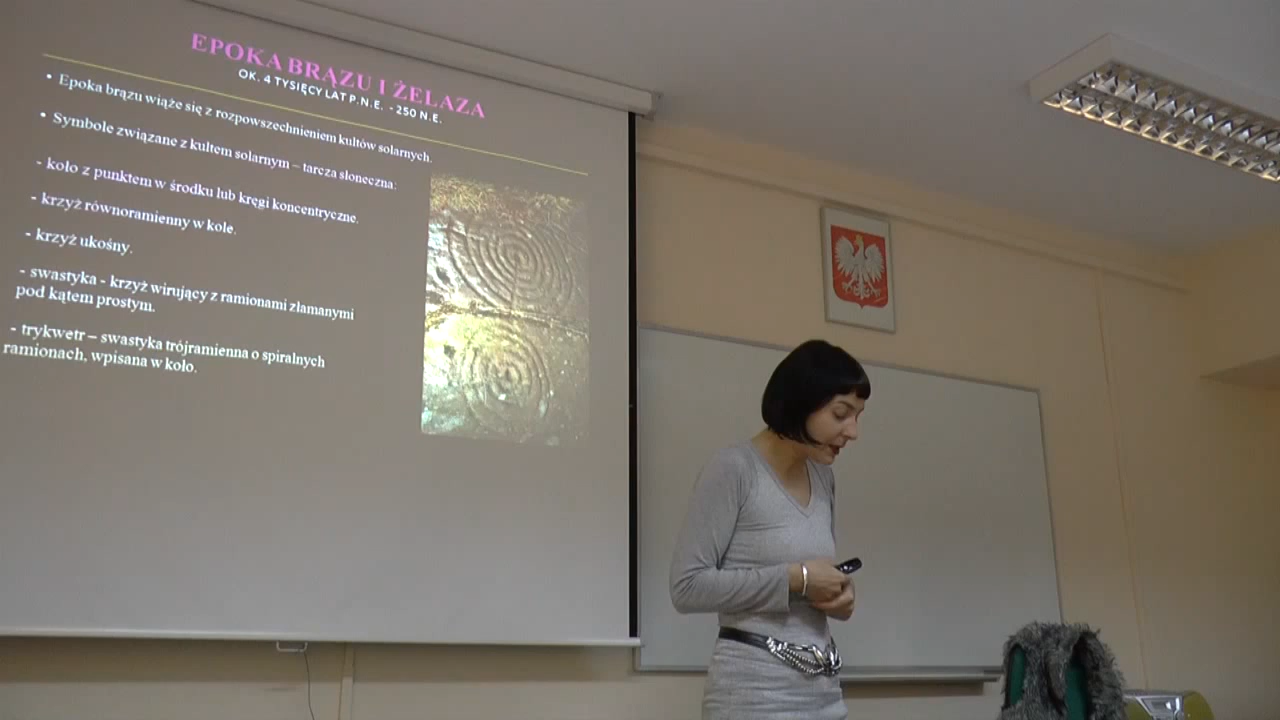 EPOKA BRĄZU I ŻELAZA
OK. 4 TYSIĘCY LAT P.N.E. - 250 N.E.
• Epoka brązu wiąże się z rozpowszechnieniem kultów solarnych.
• Symbole związane z kultem solarnym – tarcza słoneczna:
- koło z punktem w środku lub kręgi koncentryczne.
- krzyż równoramienny w kole.
- krzyż ukośny.
- swastyka - krzyż wirujący z ramionami złamanymi
pod kątem prostym.
- trykwetr – swastyka trójramienna o spiralnych
ramionach, wpisana w koło.